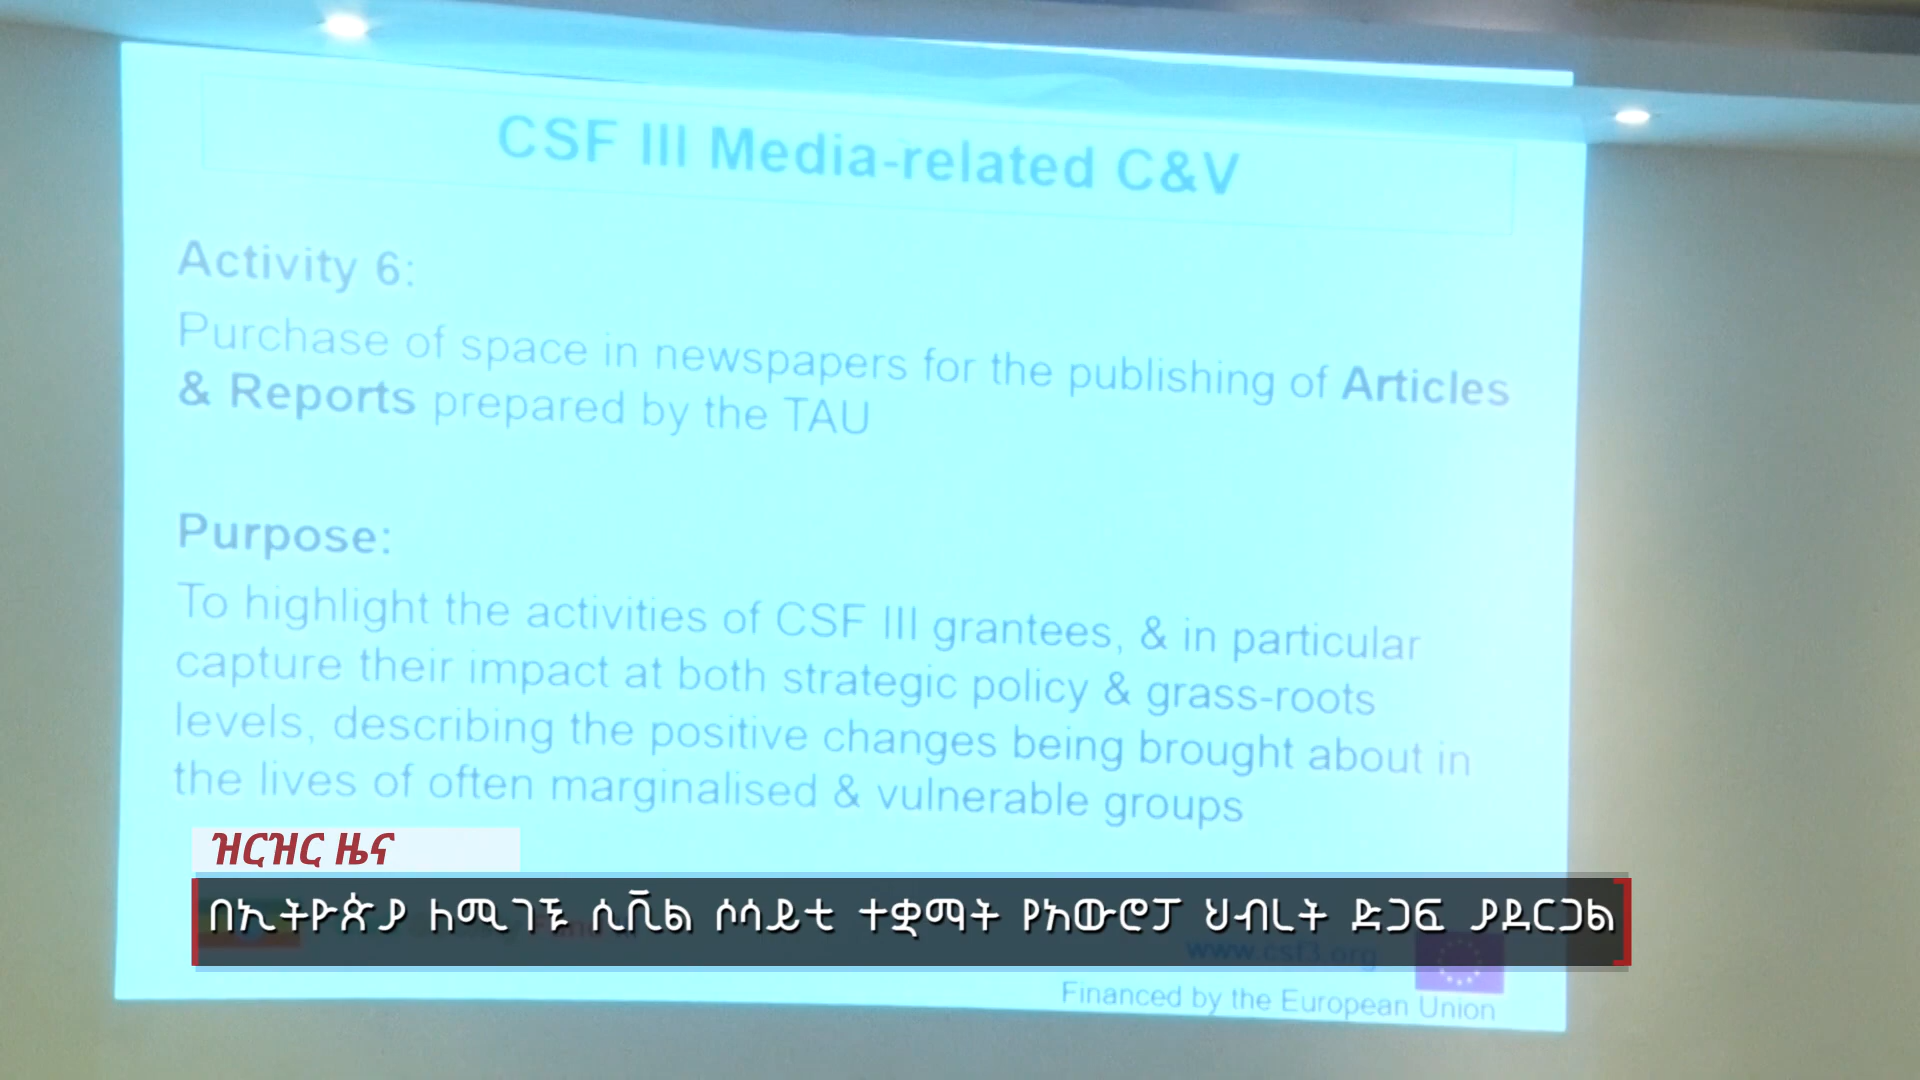 CSF III Media-related C&V
Activity 6:
Purchase of space in newspapers for the publishing of Articles
& Reports prepared by the TAU
Purpose:
To highlight the activities of CSF III grantees, & in particular
capture their impact at both strategic policy & grass-roots
levels, describing the positive changes being brought about in
the lives of often marginalised & vulnerable groups
ዝርዝር ዜና
በኢትዮጵያ ለሚገኙ ሲቪል ሶሳይቲ ተቋማት የአውሮፓ ህብረት ድጋፍ ያደርጋል
www.csf3.org
Financed by the European Union